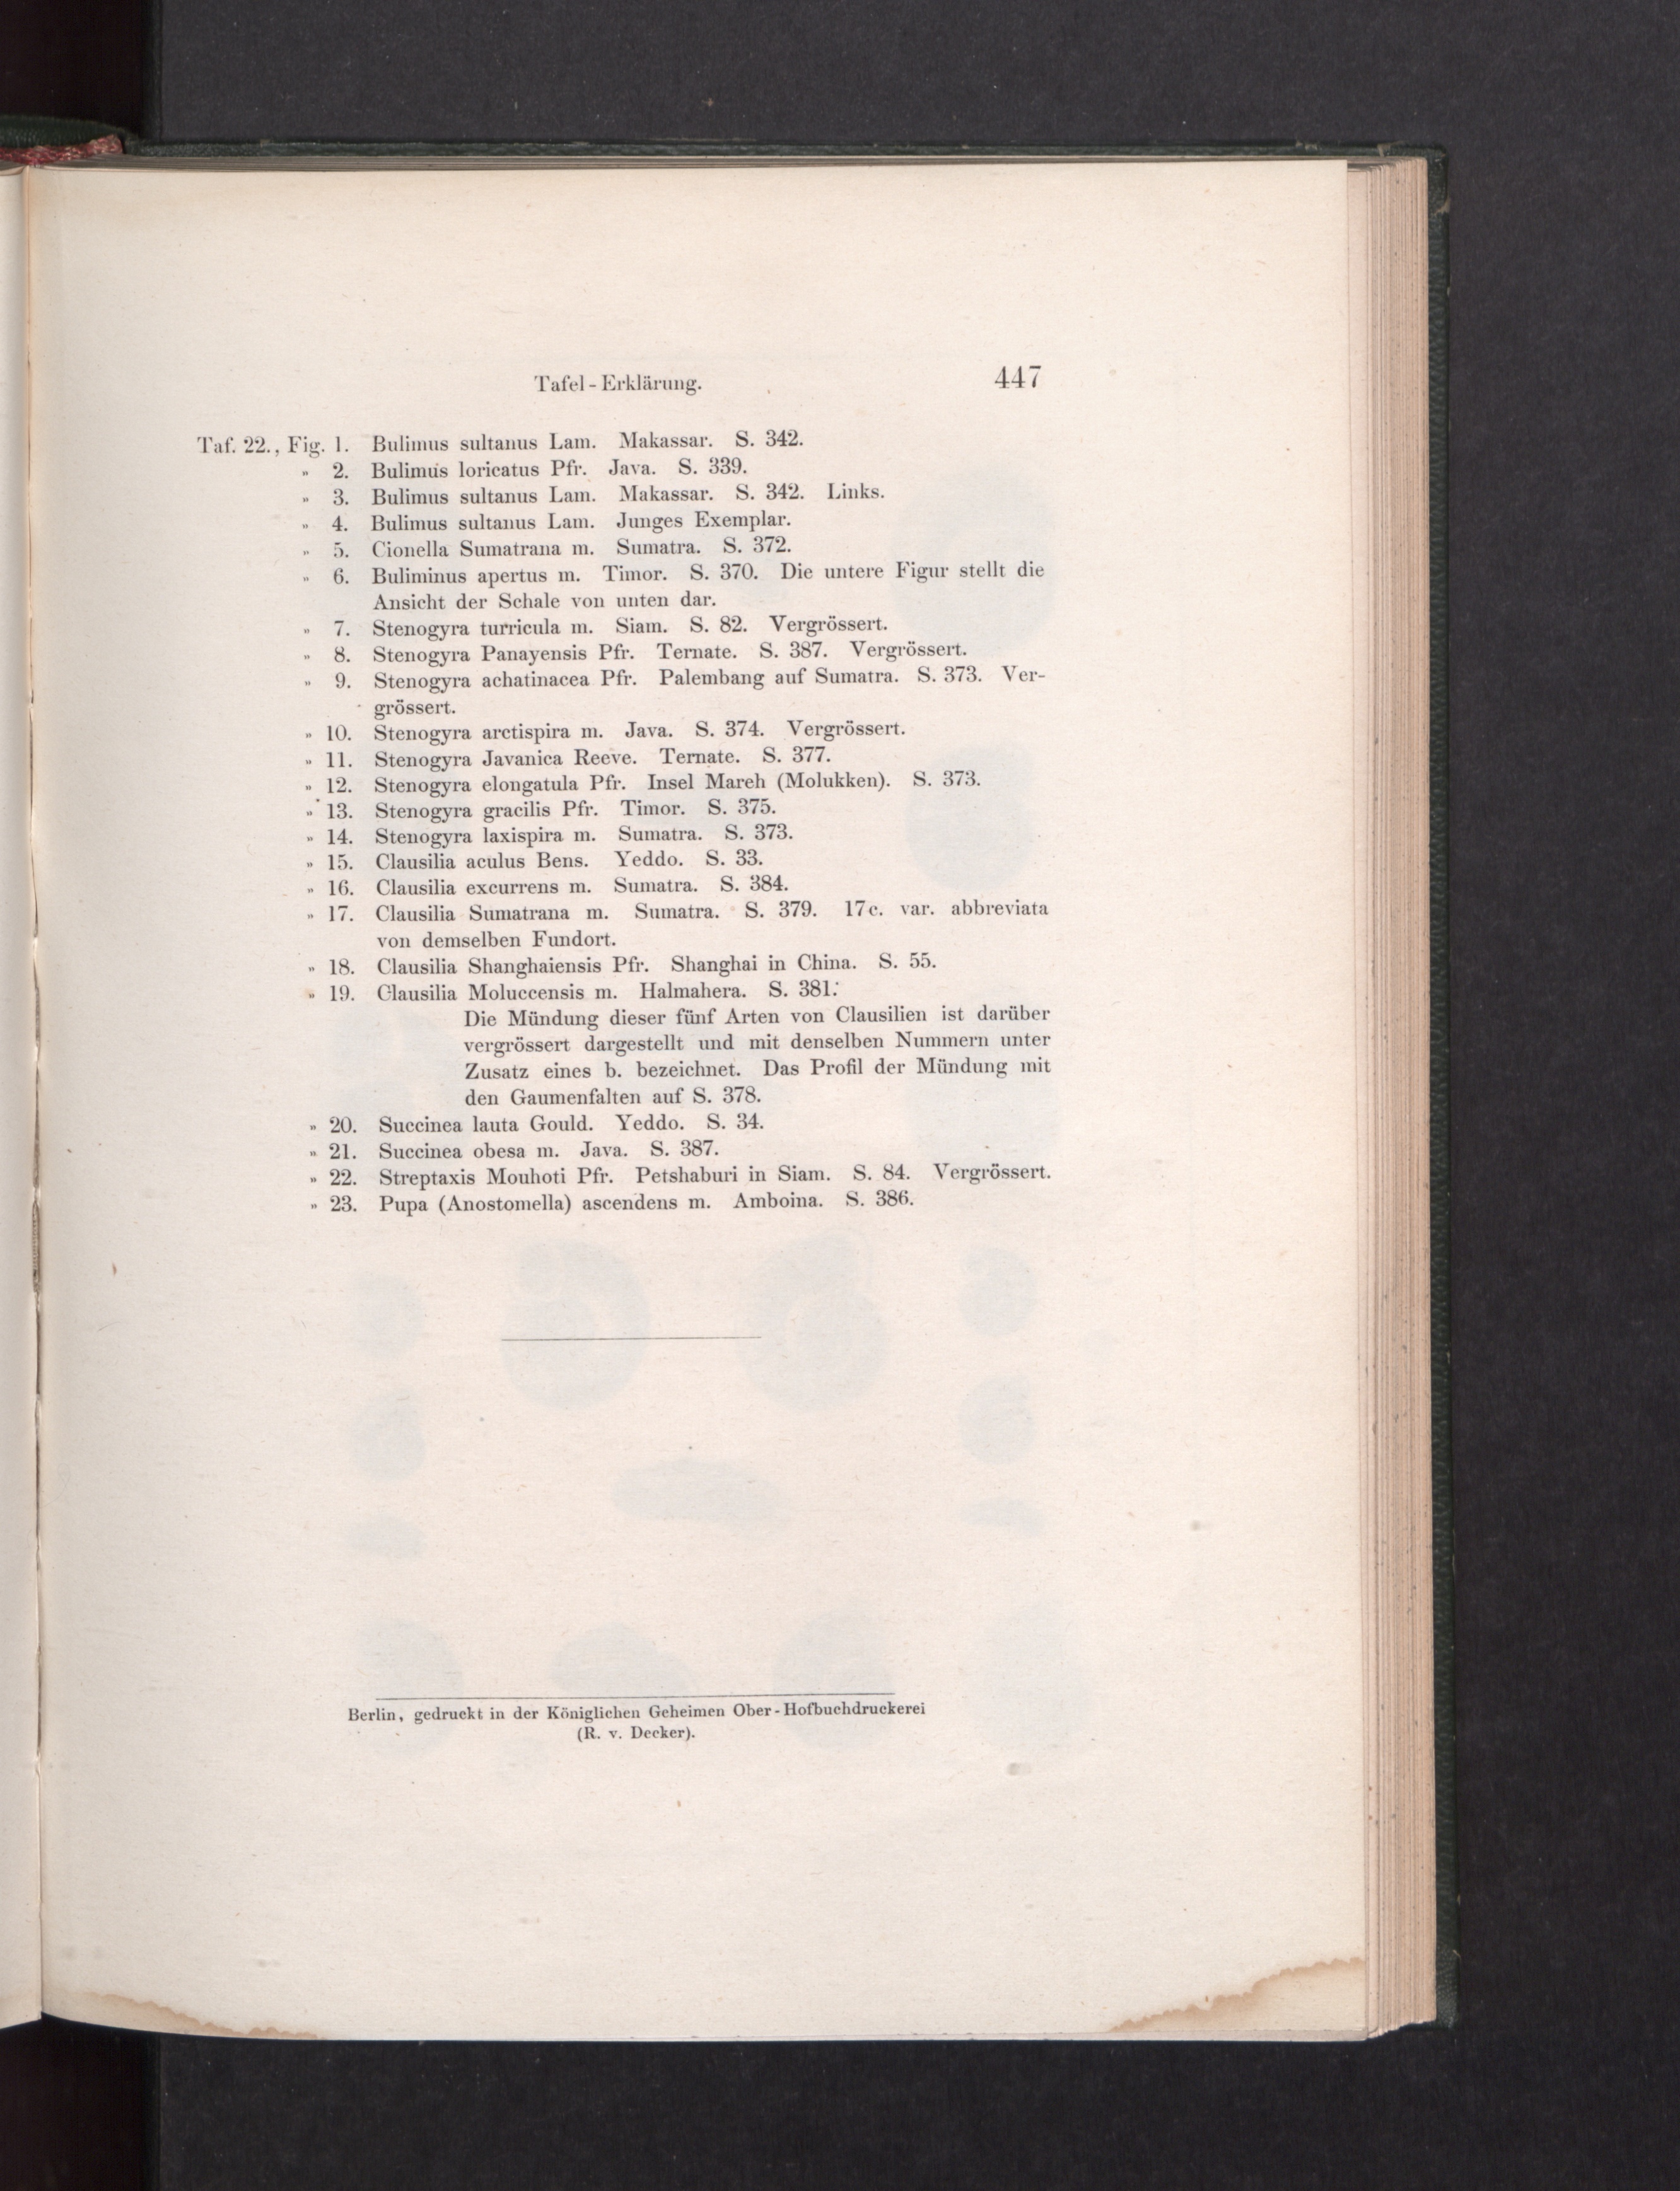 Tafel-Erklärung. 447
Taf. 22., Fig. 1. Bulimus sultanus Lam. Makassar. S. 342.
" 2. Bulimus loricatus Pfr. Java. S. 339.
" 3. Bulimus sultanus Lam. Makassar. S. 342. Links.
" 4. Bulimus sultanus Lam. Junges Exemplar.
" 5. Cionella Sumatrana m. Sumatra. S. 372.
" 6. Buliminus apertus m. Timor. S. 370. Die untere Figur stellt die
Ansicht der Schale von unten dar.
" 7. Stenogyra turricula m. Siam. S. 82. Vergrössert.
" 8. Stenogyra Panayensis Pfr. Ternate. S. 387. Vergrössert.
" 9. Stenogyra achatinacea Pfr. Palembang auf Sumatra. S. 373. Ver-
grössert.
" 10. Stenogyra arctispira m. Java. S. 374. Vergrössert.
" 11. Stenogyra Javanica Reeve. Ternate. S. 377.
" 12. Stenogyra elongatula Pfr. Insel Mareh (Molukken). S. 373.
" 13. Stenogyra gracilis Pfr. Timor. S. 375.
" 14. Stenogyra laxispira m. Sumatra. S. 373.
" 15. Clausilia aculus Bens. Yeddo. S. 33.
" 16. Clausilia excurrens m. Sumatra. S. 384.
" 17. Clausilia Sumatrana m. Sumatra. S. 379. 17c. var. abbreviata
von demselben Fundort.
" 18. Clausilia Shanghaiensis Pfr. Shanghai in China. S. 55.
" 19. Clausilia Moluccensis m. Halmahera. S. 381.
Die Mündung dieser fünf Arten von Clausilien ist darüber
vergrössert dargestellt und mit denselben Nummern unter
Zusatz eines b. bezeichnet. Das Profil der Mündung mit
den Gaumenfalten auf S. 378.
" 20. Succinea lauta Gould. Yeddo. S. 34.
" 21. Succinea obesa m. Java. S. 387.
" 22. Streptaxis Mouhoti Pfr. Petshaburi in Siam. S. 84. Vergrössert.
" 23. Pupa (Anostomella) ascendens m. Amboina. S. 386.
Berlin, gedruckt in der Königlichen Geheimen Ober-Hofbuchdruckerei
(R. v. Decker).